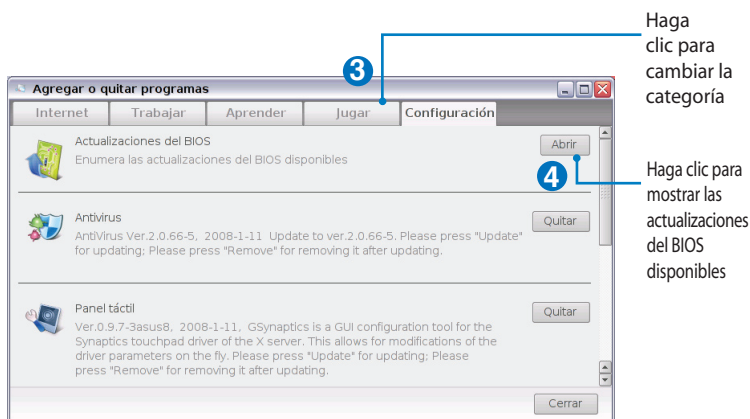 Haga
clic para
cambiar la
categoría
3
Agregar o quitar programas
Internet Trabajar Aprender Jugar Configuración
Actualizaciones del BIOS
Enumera las actualizaciones del BIOS disponibles
Abrir
4
Haga clic para
mostrar las
actualizaciones
del BIOS
disponibles
Antivirus
AntiVirus Ver.2.0.66-5, 2008-1-11 Update to ver.2.0.66-5. Please press "Update"
for updating; Please press "Remove" for removing it after updating.
Quitar
Panel táctil
Ver.0.9.7-3asus8, 2008-1-11, GSynaptics is a GUI configuration tool for the
Synaptics touchpad driver of the X server. This allows for modifications of the
driver parameters on the fly. Please press "Update" for updating; Please
press "Remove" for removing it after updating.
Quitar
Cerrar